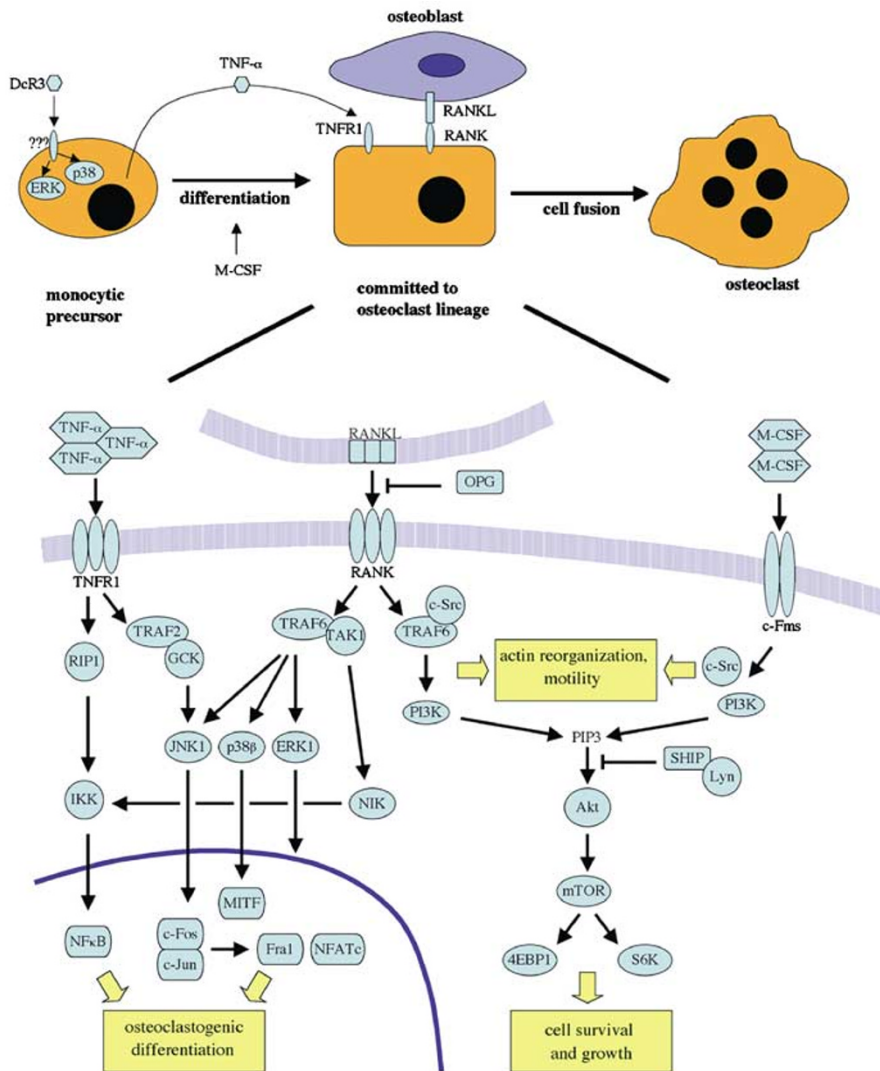 osteoblast
TNF-α
DcR3
RANKL
TNFR1
RANK
???
p38
ERK
differentiation
cell fusion
M-CSF
osteoclast
monocytic
precursor
committed to
osteoclast lineage
TNF-α
TNF-α
TNF-α
RANKL
M-CSF
M-CSF
OPG
TNFR1
RANK
c-Fms
c-Src
TRAF2
TRAF6
TAK1
TRAF6
RIP1
GCK
actin reorganization,
motility
c-Src
PI3K
PI3K
JNK1
p38β
ERK1
PIP3
SHIP
Lyn
IKK
NIK
Akt
MITF
mTOR
NFκB
c-Fos
c-Jun
Fra1
NFATc
4EBP1
S6K
osteoclastogenic
differentiation
cell survival
and growth